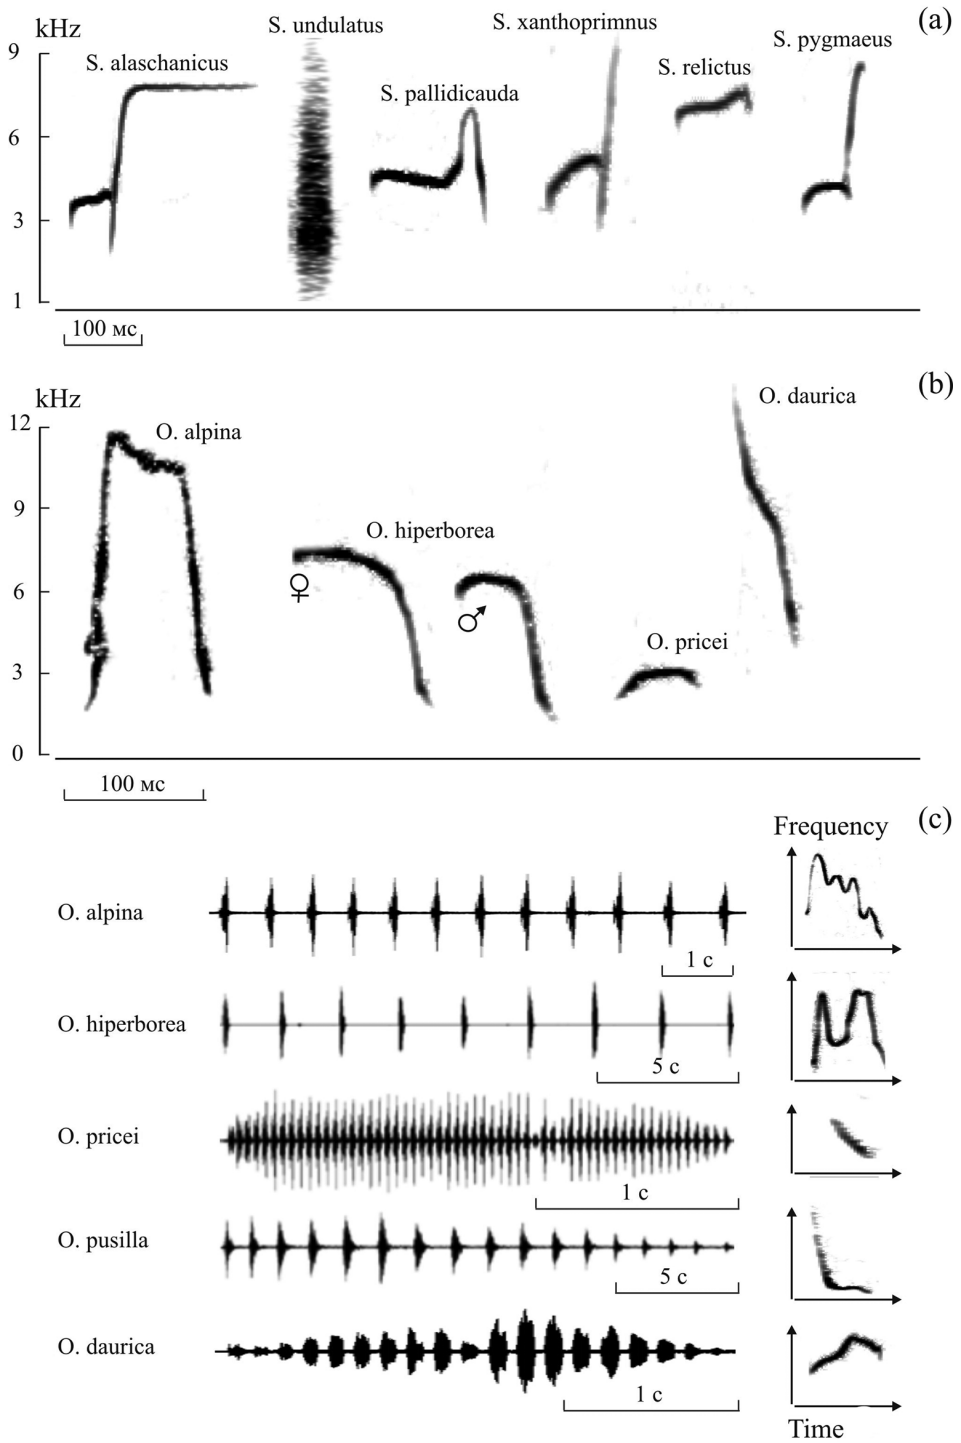 (a)
kHz
S. alaschanicus
S. undulatus
S. pallidicauda
S. xanthoprimnus
S. relictus
S. pygmaeus
9
6
3
1
100 мс
(b)
kHz
O. alpina
O. hiperborea
♀
♂
O. pricei
O. daurica
12
9
6
3
0
100 мс
(c)
Frequency
O. alpina
1 с
O. hiperborea
5 с
O. pricei
1 с
O. pusilla
5 с
O. daurica
1 с
Time